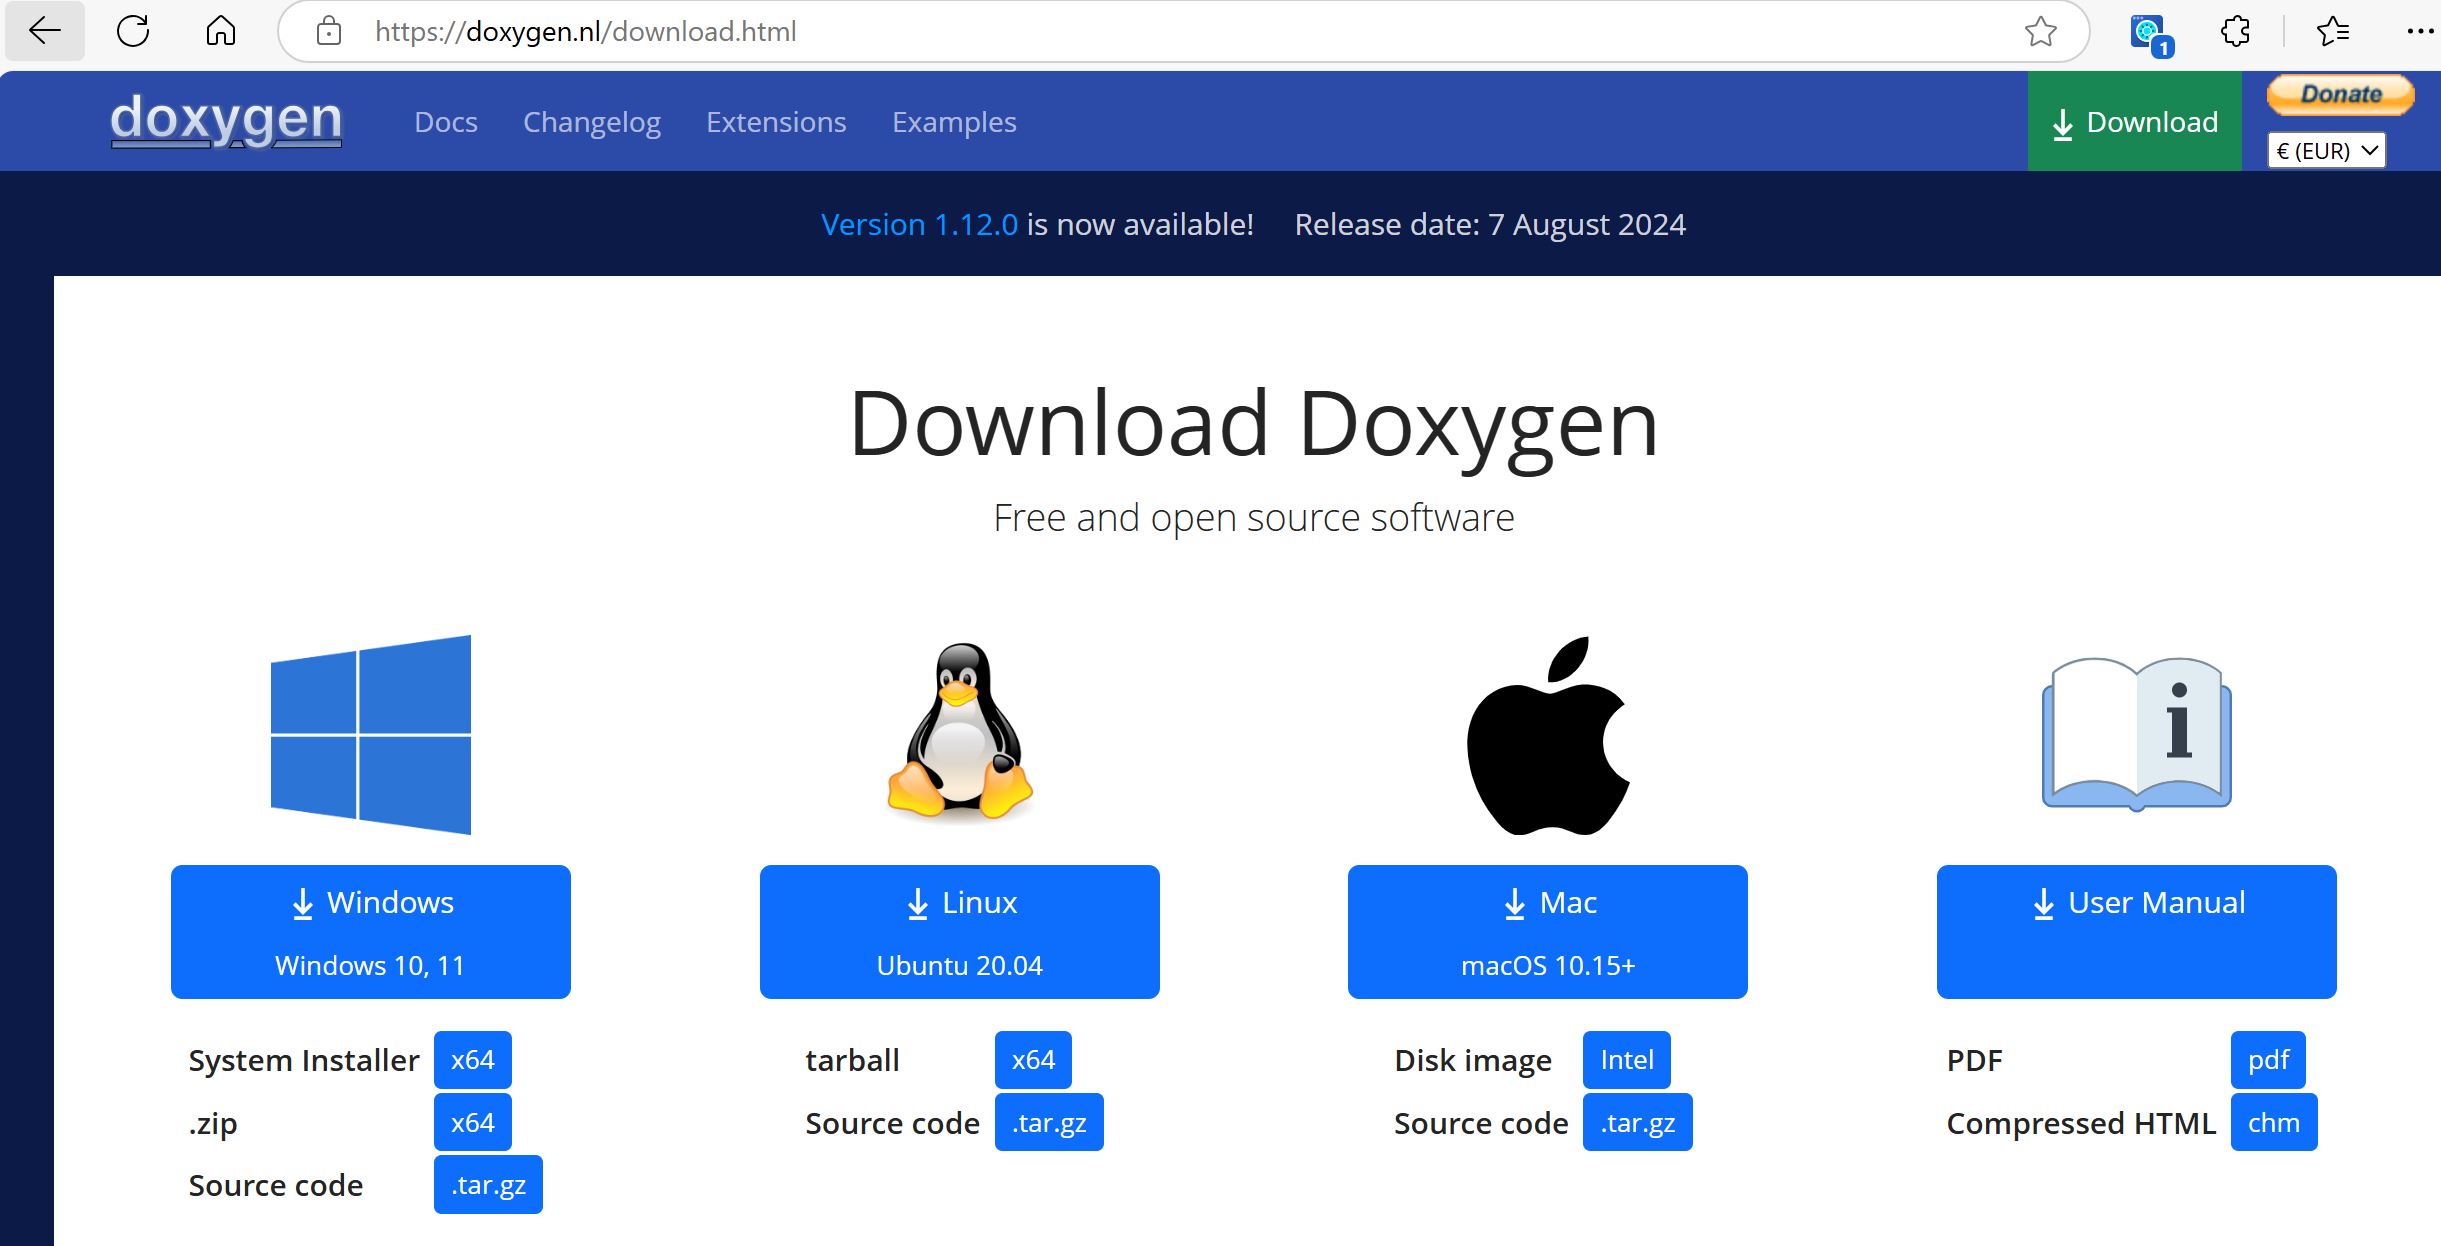 https://doxygen.nl/download.html
1
doxygen
Docs
Changelog
Extensions
Examples
Download
Donate
€ (EUR)
Version 1.12.0 is now available! Release date: 7 August 2024
Download Doxygen
Free and open source software
i
Windows
Windows 10, 11
System Installer x64
.zip x64
Source code .tar.gz
Linux
Ubuntu 20.04
tarball x64
Source code .tar.gz
Mac
macOS 10.15+
Disk image Intel
Source code .tar.gz
User Manual
PDF pdf
Compressed HTML chm